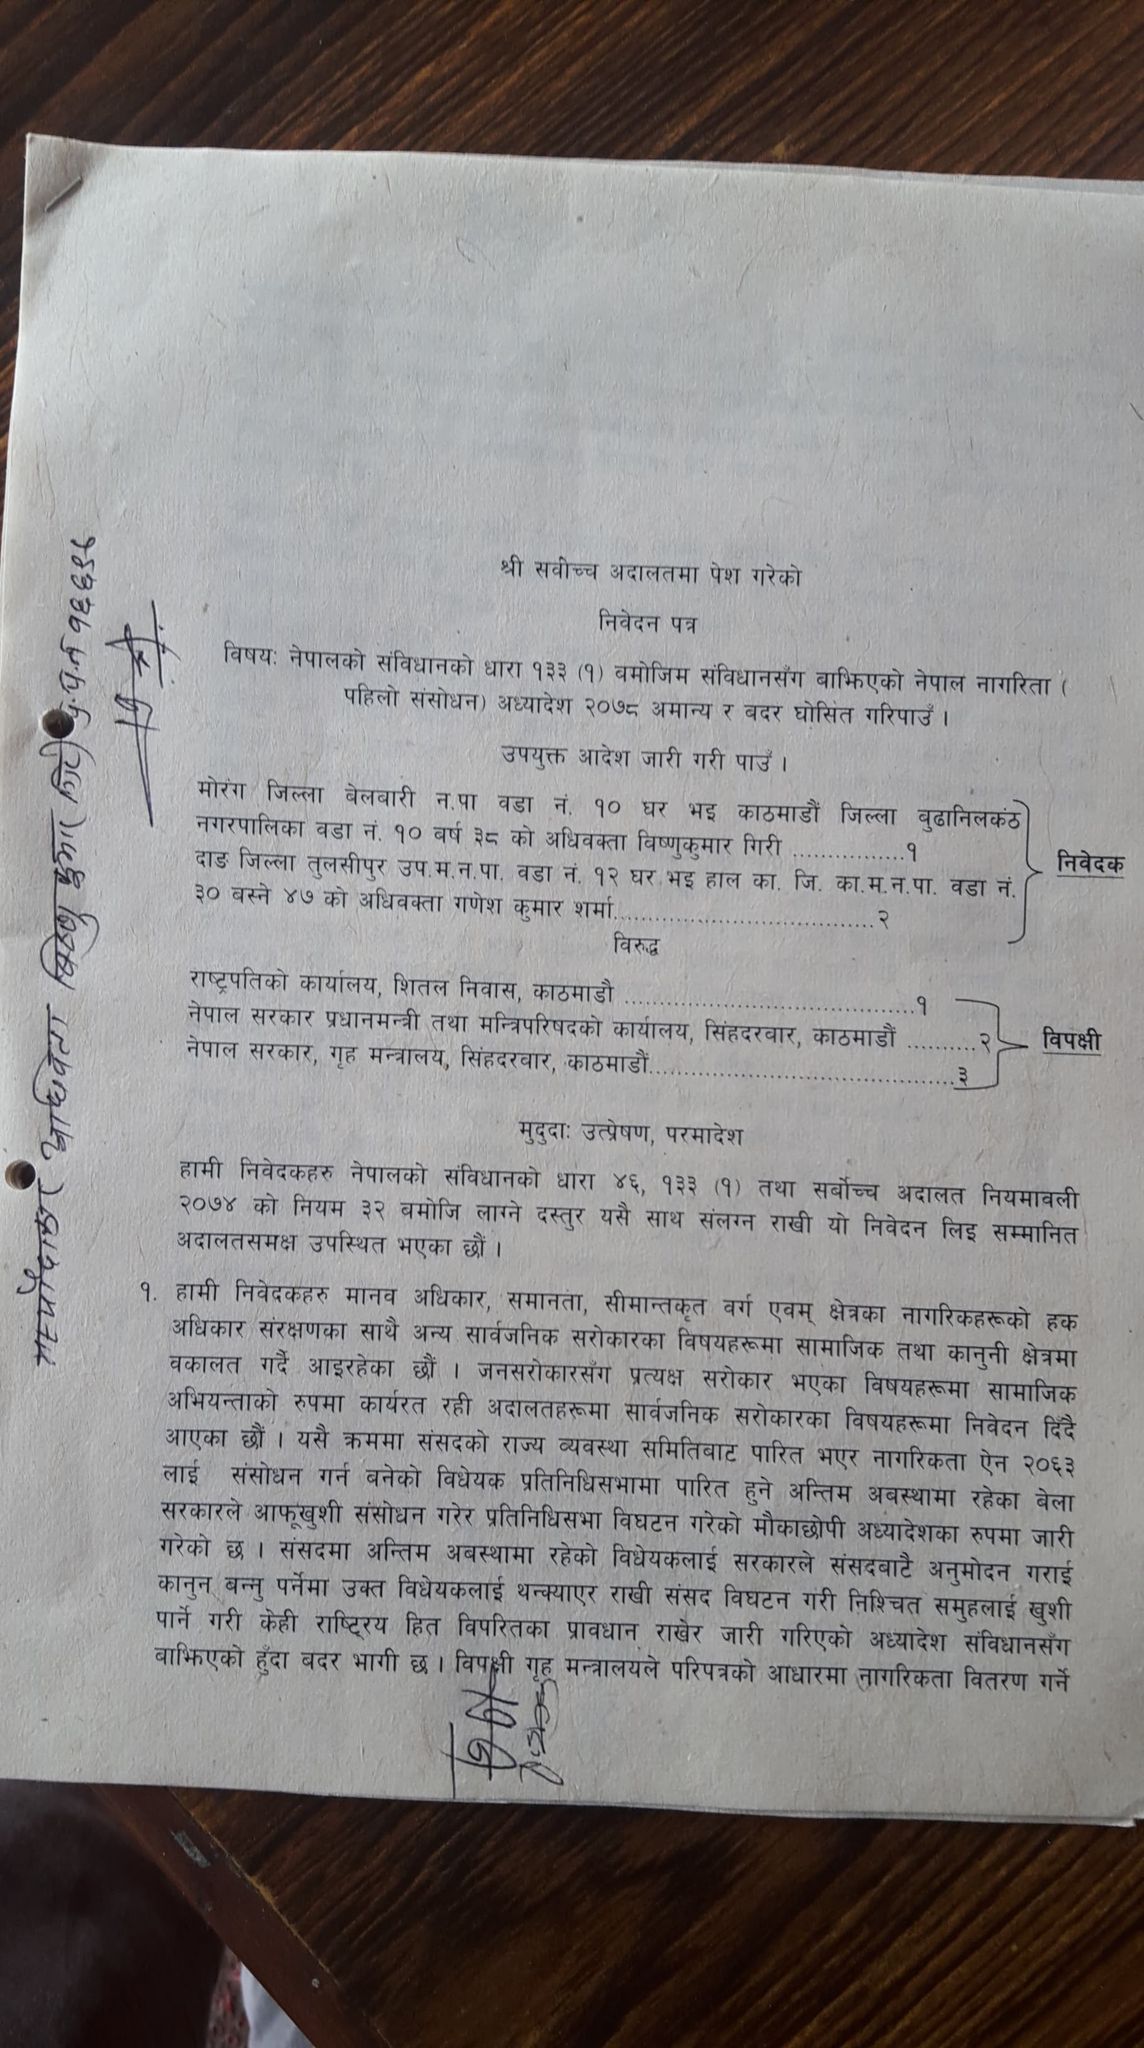 श्री सर्वोच्च अदालतमा पेश गरेको
निवेदन पत्र
विषय: नेपालको संविधानको धारा १३३ (१) बमोजिम संविधानसँग बाझिएको नेपाल नागरिता (
पहिलो संसोधन) अध्यादेश २०७८ अमान्य र बदर घोसित गरिपाउँ ।
उपयुक्त आदेश जारी गरी पाउँ ।
मोरंग जिल्ला बेलबारी न.पा वडा नं. १० घर भइ काठमाडौं जिल्ला बुढानिलकंठ
नगरपालिका वडा नं. १० बर्ष ३८ को अधिवक्ता विष्णुकुमार गिरी ................१
दाङ जिल्ला तुलसीपुर उप.म.न.पा. वडा नं. १२ घर भइ हाल का. जि. का.म.न.पा. वडा नं.
३० बस्ने ४७ को अधिवक्ता गणेश कुमार शर्मा......................................२
निवेदक
विरुद्ध
राष्ट्रपतिको कार्यालय, शितल निवास, काठमाडौ ..........................................१
नेपाल सरकार प्रधानमन्त्री तथा मन्त्रिपरिषदको कार्यालय, सिंहदरवार, काठमाडौं ..........२
नेपाल सरकार, गृह मन्त्रालय, सिंहदरवार, काठमाडौं............................................३
विपक्षी
मुदुदा: उत्प्रेषण, परमादेश
हामी निवेदकहरु नेपालको संविधानको धारा ४६, १३३ (१) तथा सर्बोच्च अदालत नियमावली
२०७४ को नियम ३२ बमोजि लाग्ने दस्तुर यसै साथ संलग्न राखी यो निवेदन लिइ सम्मानित
अदालतसमक्ष उपस्थित भएका छौं ।
१. हामी निवेदकहरु मानव अधिकार, समानता, सीमान्तकृत वर्ग एवम् क्षेत्रका नागरिकहरूको हक
अधिकार संरक्षणका साथै अन्य सार्वजनिक सरोकारका विषयहरूमा सामाजिक तथा कानुनी क्षेत्रमा
वकालत गर्दै आइरहेका छौं । जनसरोकारसँग प्रत्यक्ष सरोकार भएका विषयहरूमा सामाजिक
अभियन्ताको रुपमा कार्यरत रही अदालतहरूमा सार्वजनिक सरोकारका विषयहरूमा निवेदन दिँदै
आएका छौं । यसै क्रममा संसदको राज्य व्यवस्था समितिबाट पारित भएर नागरिकता ऐन २०६३
लाई संसोधन गर्न बनेको विधेयक प्रतिनिधिसभामा पारित हुने अन्तिम अबस्थामा रहेका बेला
सरकारले आफूखुशी संसोधन गरेर प्रतिनिधिसभा विघटन गरेको मौकाछोपी अध्यादेशका रुपमा जारी
गरेको छ । संसदमा अन्तिम अबस्थामा रहेको विधेयकलाई सरकारले संसदबाटै अनुमोदन गराई
कानुन बन्नु पर्नेमा उक्त विधेयकलाई थन्क्याएर राखी संसद विघटन गरी निश्चित समुहलाई खुशी
पार्ने गरी केही राष्ट्रिय हित विपरितका प्रावधान राखेर जारी गरिएको अध्यादेश संविधानसँग
बाझिएको हुँदा बदर भागी छ । विपक्षी गृह मन्त्रालयले परिपत्रको आधारमा नागरिकता वितरण गर्ने
अधिवक्ता विष्णु कुमार गिरी